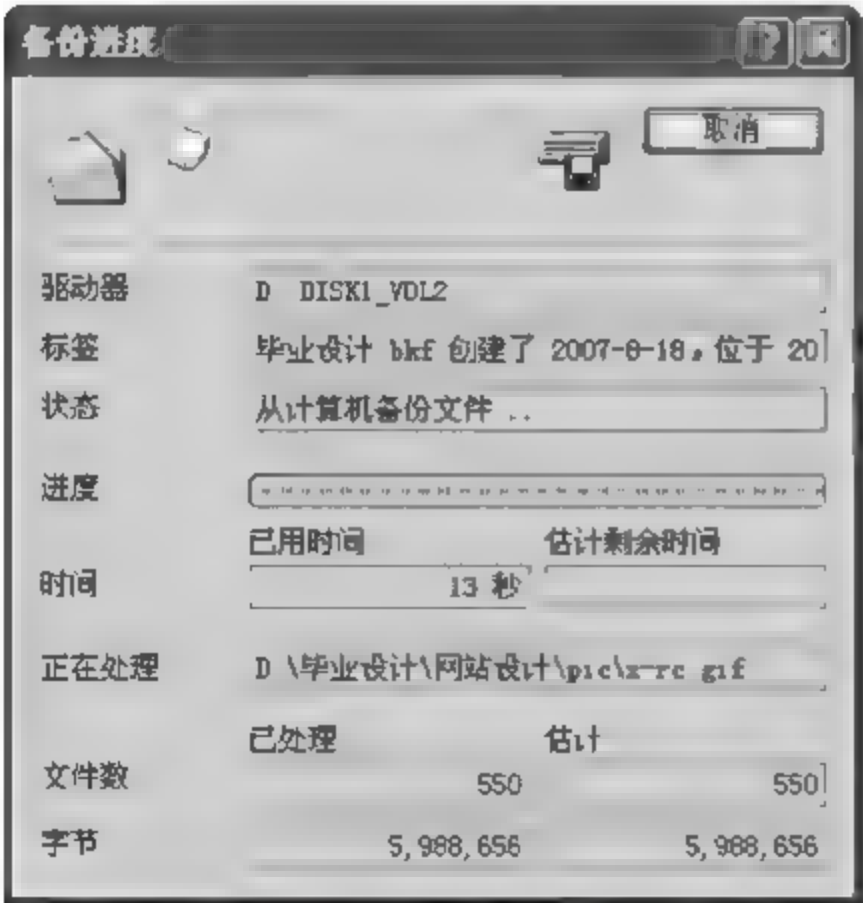 备份进度
取消
驱动器 D DISK1_VOL2
标签 毕业设计 bkf 创建了 2007-8-18，位于 20
状态 从计算机备份文件 ..
进度
已用时间 估计剩余时间
时间 13 秒
正在处理 D \毕业设计\网站设计\pic\x-rc gif
已处理 估计
文件数 550 550
字节 5,988,656 5,988,656